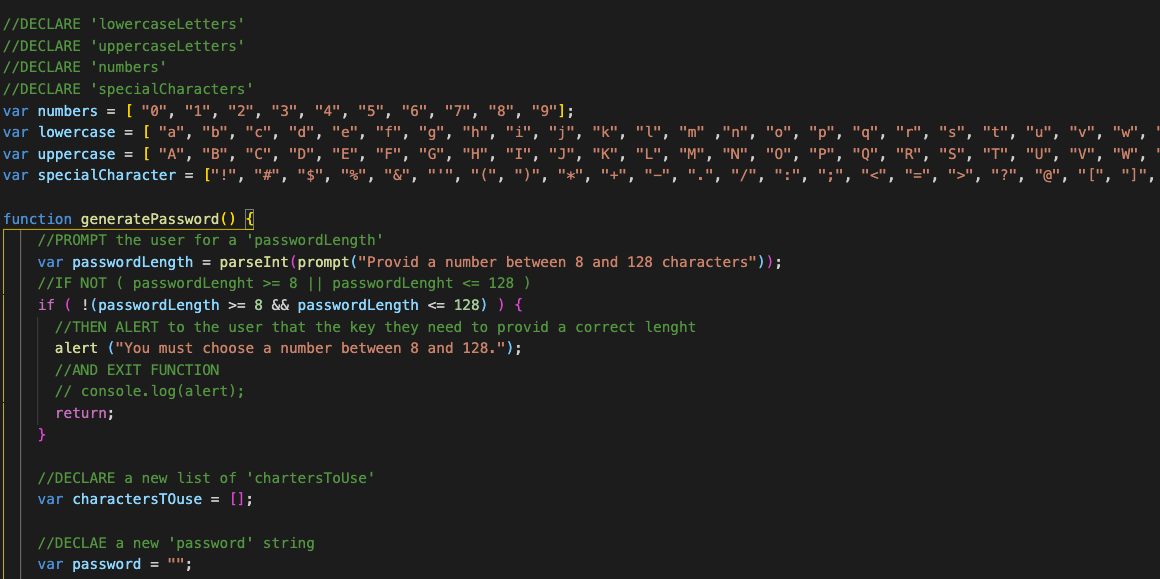 //DECLARE 'lowercaseLetters'
//DECLARE 'uppercaseLetters'
//DECLARE 'numbers'
//DECLARE 'specialCharacters'
var numbers = [ "0", "1", "2", "3", "4", "5", "6", "7", "8", "9"];
var lowercase = [ "a", "b", "c", "d", "e", "f", "g", "h", "i", "j", "k", "l", "m" ,"n", "o", "p", "q", "r", "s", "t", "u", "v", "w", "
var uppercase = [ "A", "B", "C", "D", "E", "F", "G", "H", "I", "J", "K", "L", "M", "N", "O", "P", "Q", "R", "S", "T", "U", "V", "W", "
var specialCharacter = ["!", "#", "$", "%", "&", "'", "(", ")", "*", "+", "-", ".", "/", ":", ";", "<", "=", ">", "?", "@", "[", "]",
function generatePassword() {
//PROMPT the user for a 'passwordLength'
var passwordLength = parseInt(prompt("Provid a number between 8 and 128 characters"));
//IF NOT ( passwordLenght >= 8 || passwordLenght <= 128 )
if ( !(passwordLength >= 8 && passwordLength <= 128) ) {
//THEN ALERT to the user that the key they need to provid a correct lenght
alert ("You must choose a number between 8 and 128.");
//AND EXIT FUNCTION
// console.log(alert);
return;
}
//DECLARE a new list of 'chartersToUse'
var charactersTOuse = [];
//DECLAE a new 'password' string
var password = "";